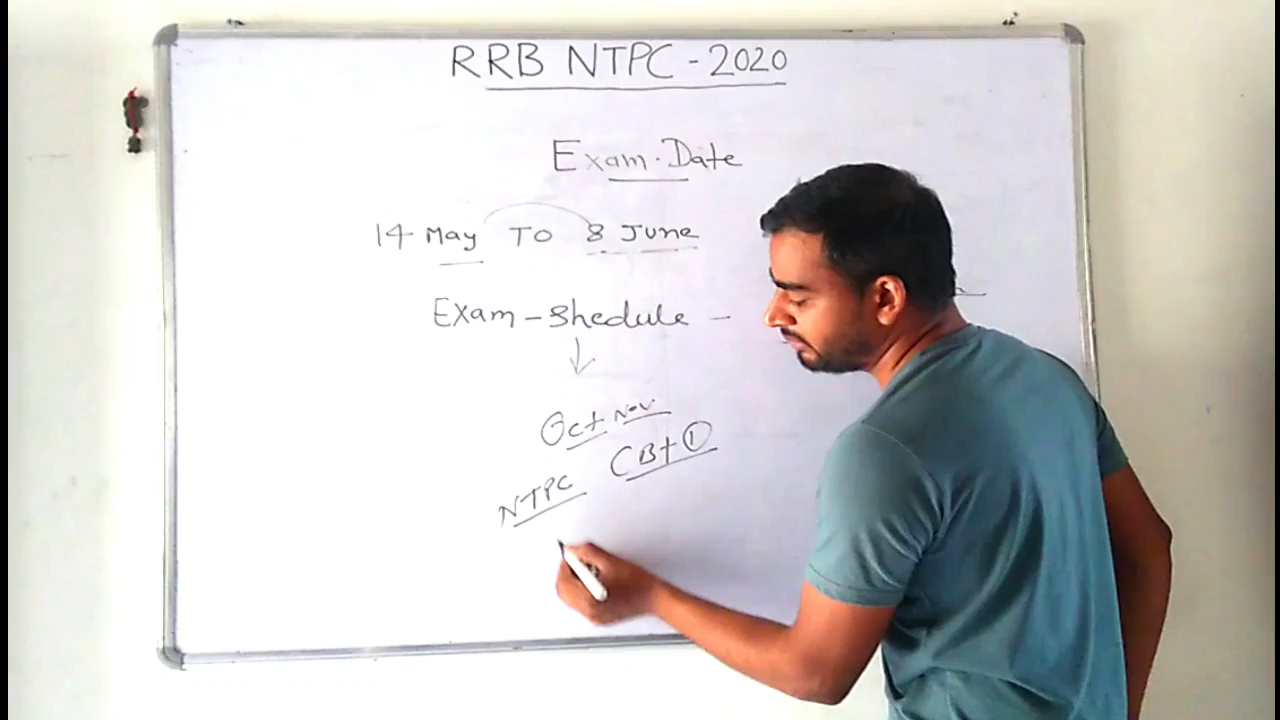 RRB NTPC - 2020
Exam. Date
14 May TO 8 June
Exam - Shedule -
Oct Nov
NTPC CBt ①